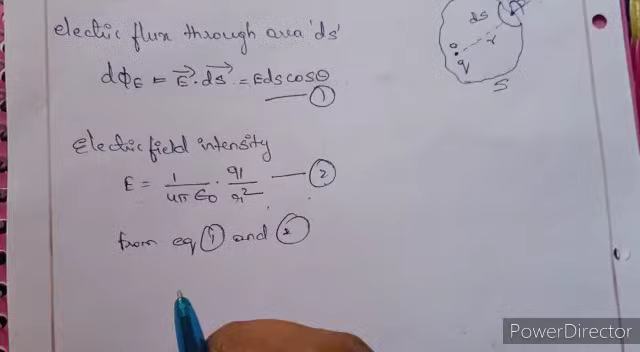 electric flux through area 'ds'
dΦE = E⃗ · ds⃗ = E ds cosθ
— ①
Electric field intensity
E = 1/4πϵ0 · q/r² — ②
from eq ① and ②
ds
r
q
S
PowerDirector